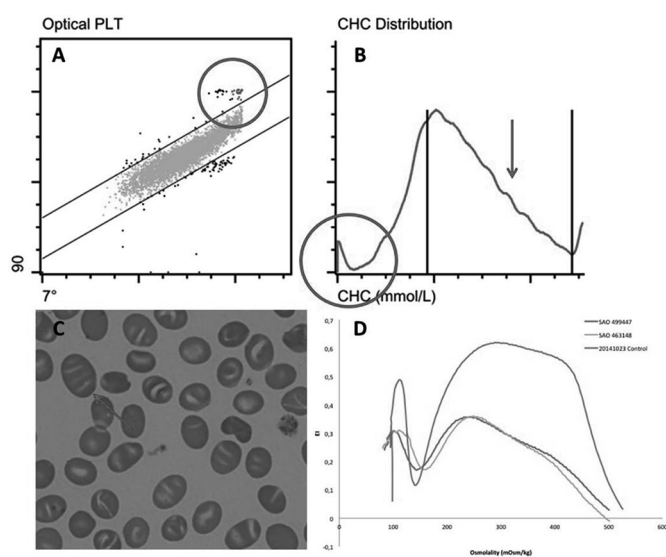 Optical PLT
A
90
7°
CHC Distribution
B
CHC (mmol/L)
C
D
SAO 499447
SAO 463148
20141023 Control
0,7
0,6
0,5
0,4
0,3
0,2
0,1
0
-0,1
EI
0
100
200
300
400
500
600
Osmolality (mOsm/kg)